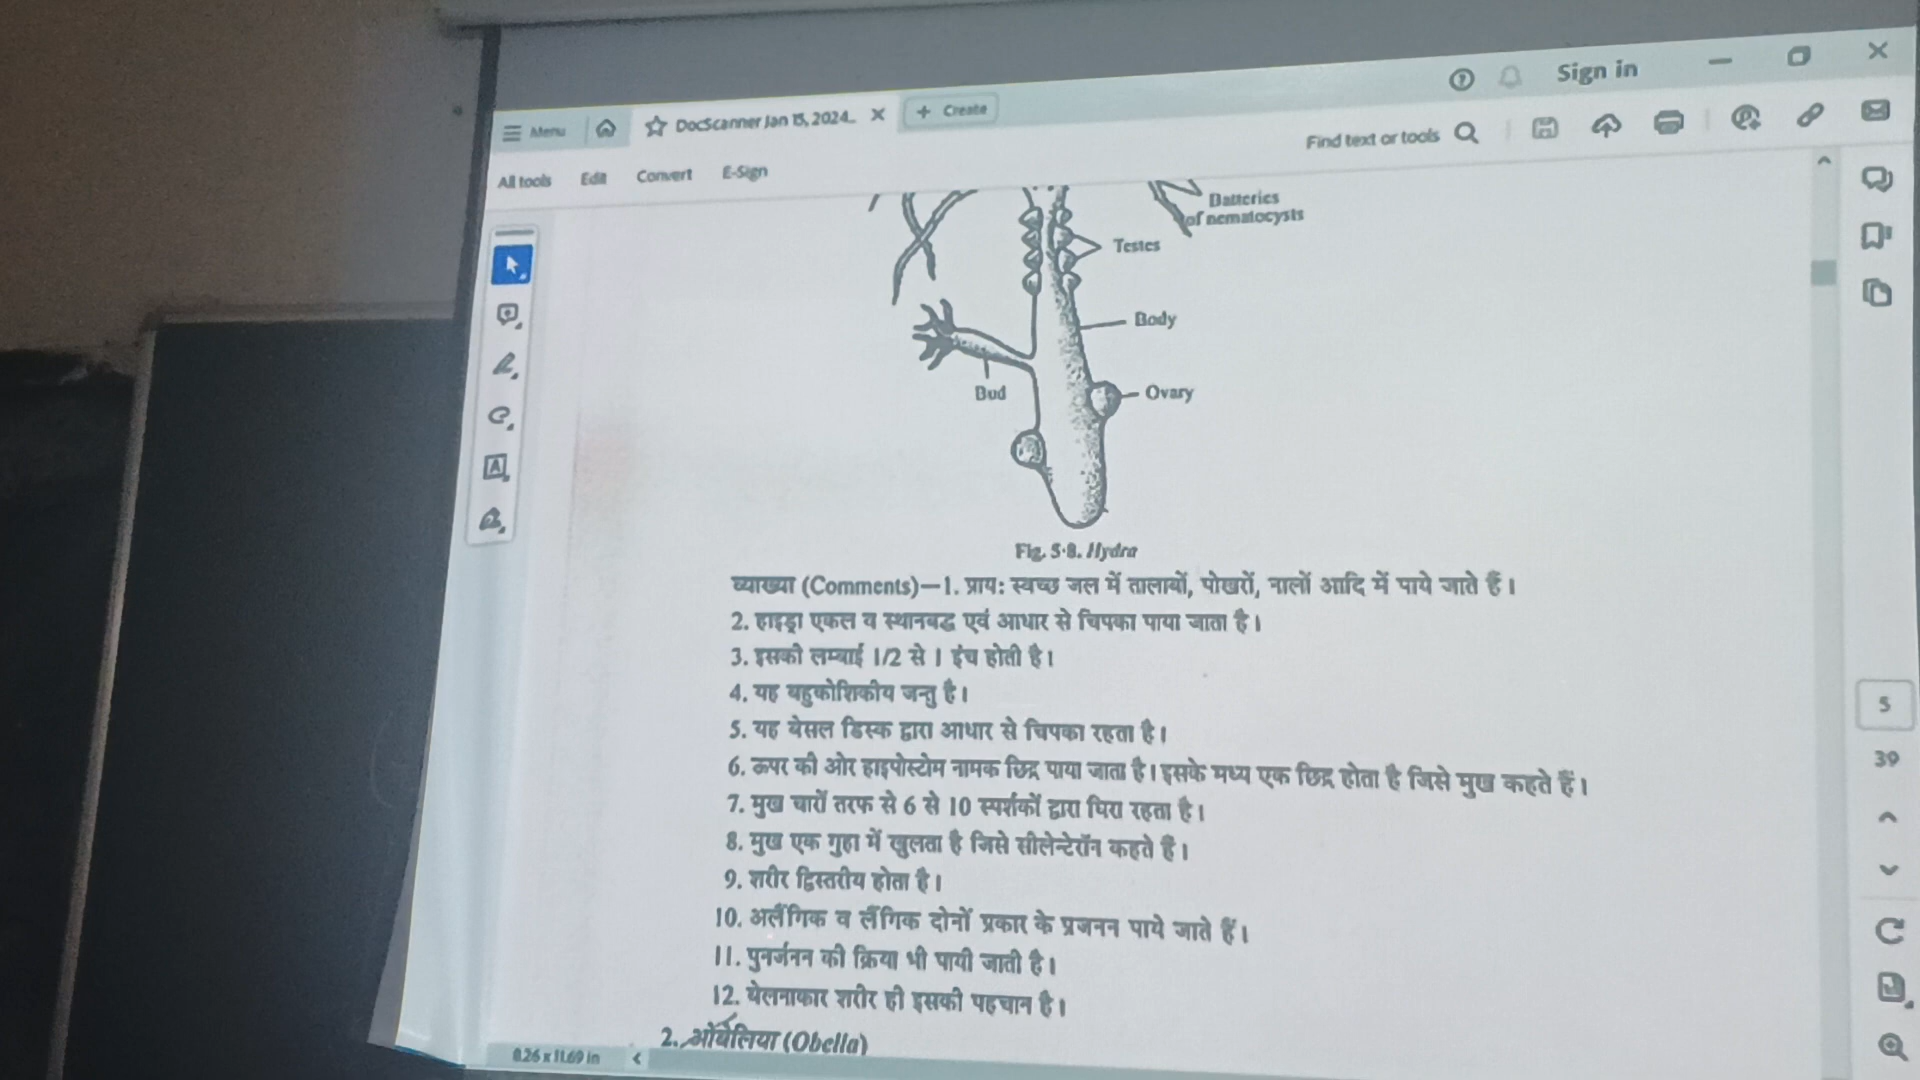 Sign in
Menu
DocScanner Jan 15, 2024...
+ Create
Find text or tools
All tools Edit Convert E-Sign
Batteries
of nematocysts
Testes
Body
Bud
Ovary
Fig. 5·8. Hydra
व्याख्या (Comments)—1. प्राय: स्वच्छ जल में तालाबों, पोखरों, नालों आदि में पाये जाते हैं।
2. हाइड्रा एकल व स्थानबद्ध एवं आधार से चिपका पाया जाता है।
3. इसकी लम्बाई 1/2 से 1 इंच होती है।
4. यह बहुकोशिकीय जन्तु है।
5. यह बेसल डिस्क द्वारा आधार से चिपका रहता है।
6. ऊपर की ओर हाइपोस्टोम नामक छिद्र पाया जाता है। इसके मध्य एक छिद्र होता है जिसे मुख कहते हैं।
7. मुख चारों तरफ से 6 से 10 स्पर्शकों द्वारा घिरा रहता है।
8. मुख एक गुहा में खुलता है जिसे सीलेन्टेरॉन कहते हैं।
9. शरीर द्विस्तरीय होता है।
10. अलैंगिक व लैंगिक दोनों प्रकार के प्रजनन पाये जाते हैं।
11. पुनर्जनन की क्रिया भी पायी जाती है।
12. बेलनाकार शरीर ही इसकी पहचान है।
2. ओबेलिया (Obelia)
5
39
8.26 x 11.69 in